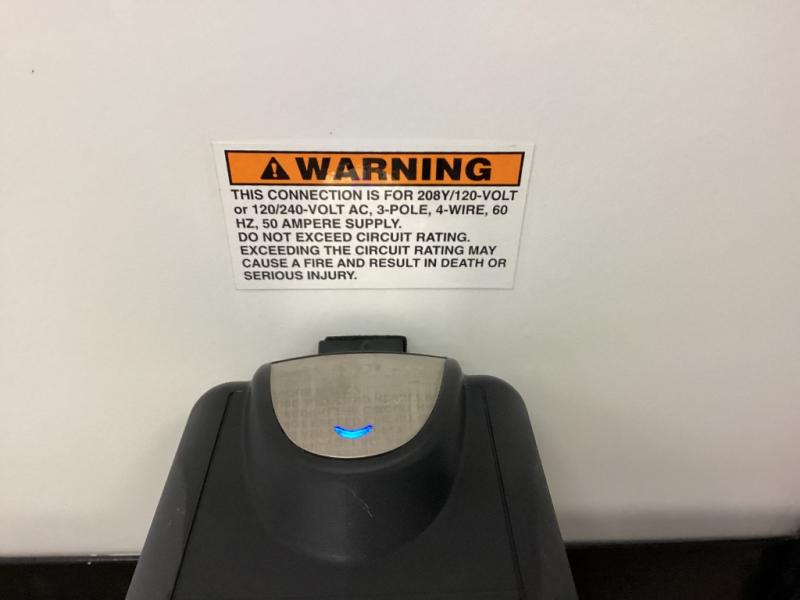 WARNING
THIS CONNECTION IS FOR 208Y/120-VOLT
or 120/240-VOLT AC, 3-POLE, 4-WIRE, 60
HZ, 50 AMPERE SUPPLY.
DO NOT EXCEED CIRCUIT RATING.
EXCEEDING THE CIRCUIT RATING MAY
CAUSE A FIRE AND RESULT IN DEATH OR
SERIOUS INJURY.